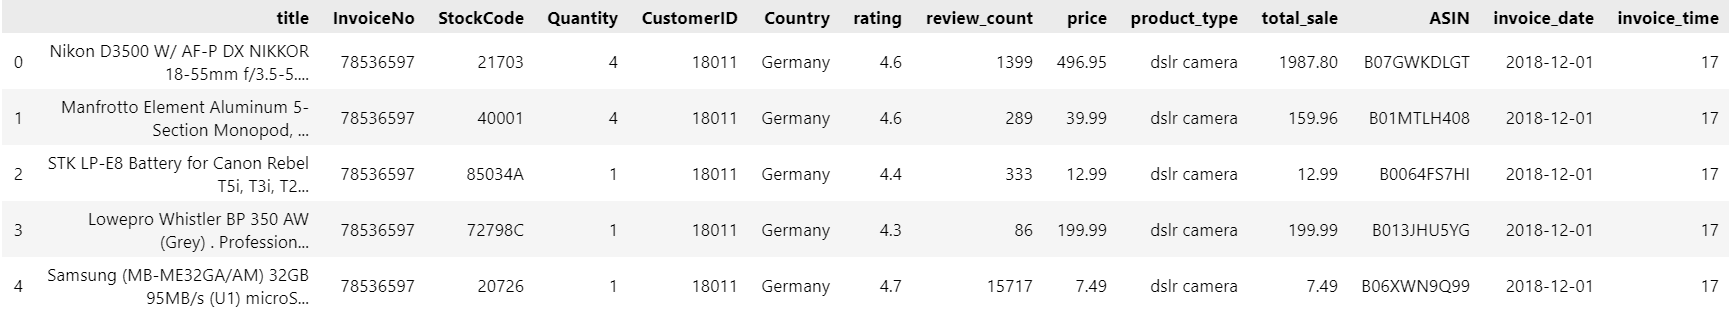 title InvoiceNo StockCode Quantity CustomerID Country rating review_count price product_type total_sale ASIN invoice_date invoice_time
0 Nikon D3500 W/ AF-P DX NIKKOR 78536597 21703 4 18011 Germany 4.6 1399 496.95 dslr camera 1987.80 B07GWKDLGT 2018-12-01 17
18-55mm f/3.5-5....
1 Manfrotto Element Aluminum 5- 78536597 40001 4 18011 Germany 4.6 289 39.99 dslr camera 159.96 B01MTLH408 2018-12-01 17
Section Monopod, ...
2 STK LP-E8 Battery for Canon Rebel 78536597 85034A 1 18011 Germany 4.4 333 12.99 dslr camera 12.99 B0064FS7HI 2018-12-01 17
T5i, T3i, T2...
3 Lowepro Whistler BP 350 AW 78536597 72798C 1 18011 Germany 4.3 86 199.99 dslr camera 199.99 B013JHU5YG 2018-12-01 17
(Grey) . Profession...
4 Samsung (MB-ME32GA/AM) 32GB 78536597 20726 1 18011 Germany 4.7 15717 7.49 dslr camera 7.49 B06XWN9Q99 2018-12-01 17
95MB/s (U1) microS...